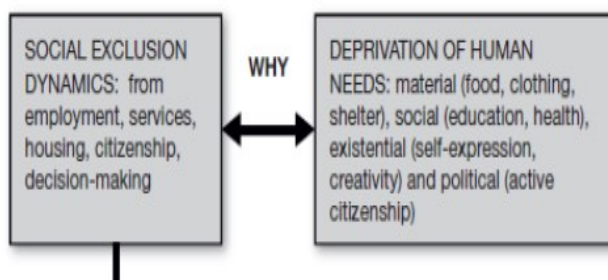 SOCIAL EXCLUSION
DYNAMICS: from
employment, services,
housing, citizenship,
decision-making
WHY
DEPRIVATION OF HUMAN
NEEDS: material (food, clothing,
shelter), social (education, health),
existential (self-expression,
creativity) and political (active
citizenship)